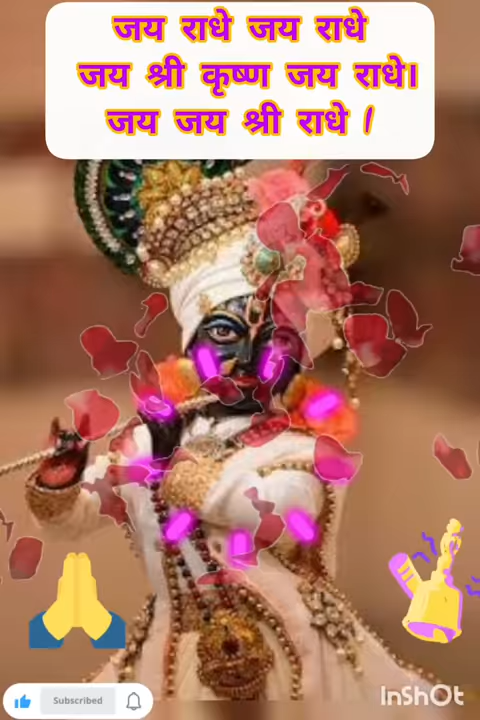 जय राधे जय राधे
जय श्री कृष्ण जय राधे।
जय जय श्री राधे !
Subscribed
InShOt